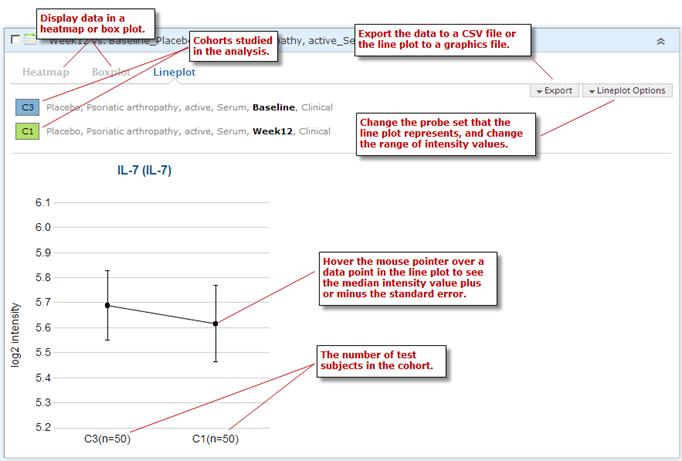 Display data in a
heatmap or box plot.
Cohorts studied
in the analysis.
Export the data to a CSV file or
the line plot to a graphics file.
Week12 vs. Baseline_Placebo
pathy, active_Se
Heatmap Boxplot Lineplot
Export Lineplot Options
C3 Placebo, Psoriatic arthropathy, active, Serum, Baseline, Clinical
C1 Placebo, Psoriatic arthropathy, active, Serum, Week12, Clinical
Change the probe set that the
line plot represents, and change
the range of intensity values.
IL-7 (IL-7)
6.1
6.0
5.9
5.8
5.7
5.6
5.5
5.4
5.3
5.2
log2 intensity
Hover the mouse pointer over a
data point in the line plot to see
the median intensity value plus
or minus the standard error.
The number of test
subjects in the cohort.
C3(n=50) C1(n=50)